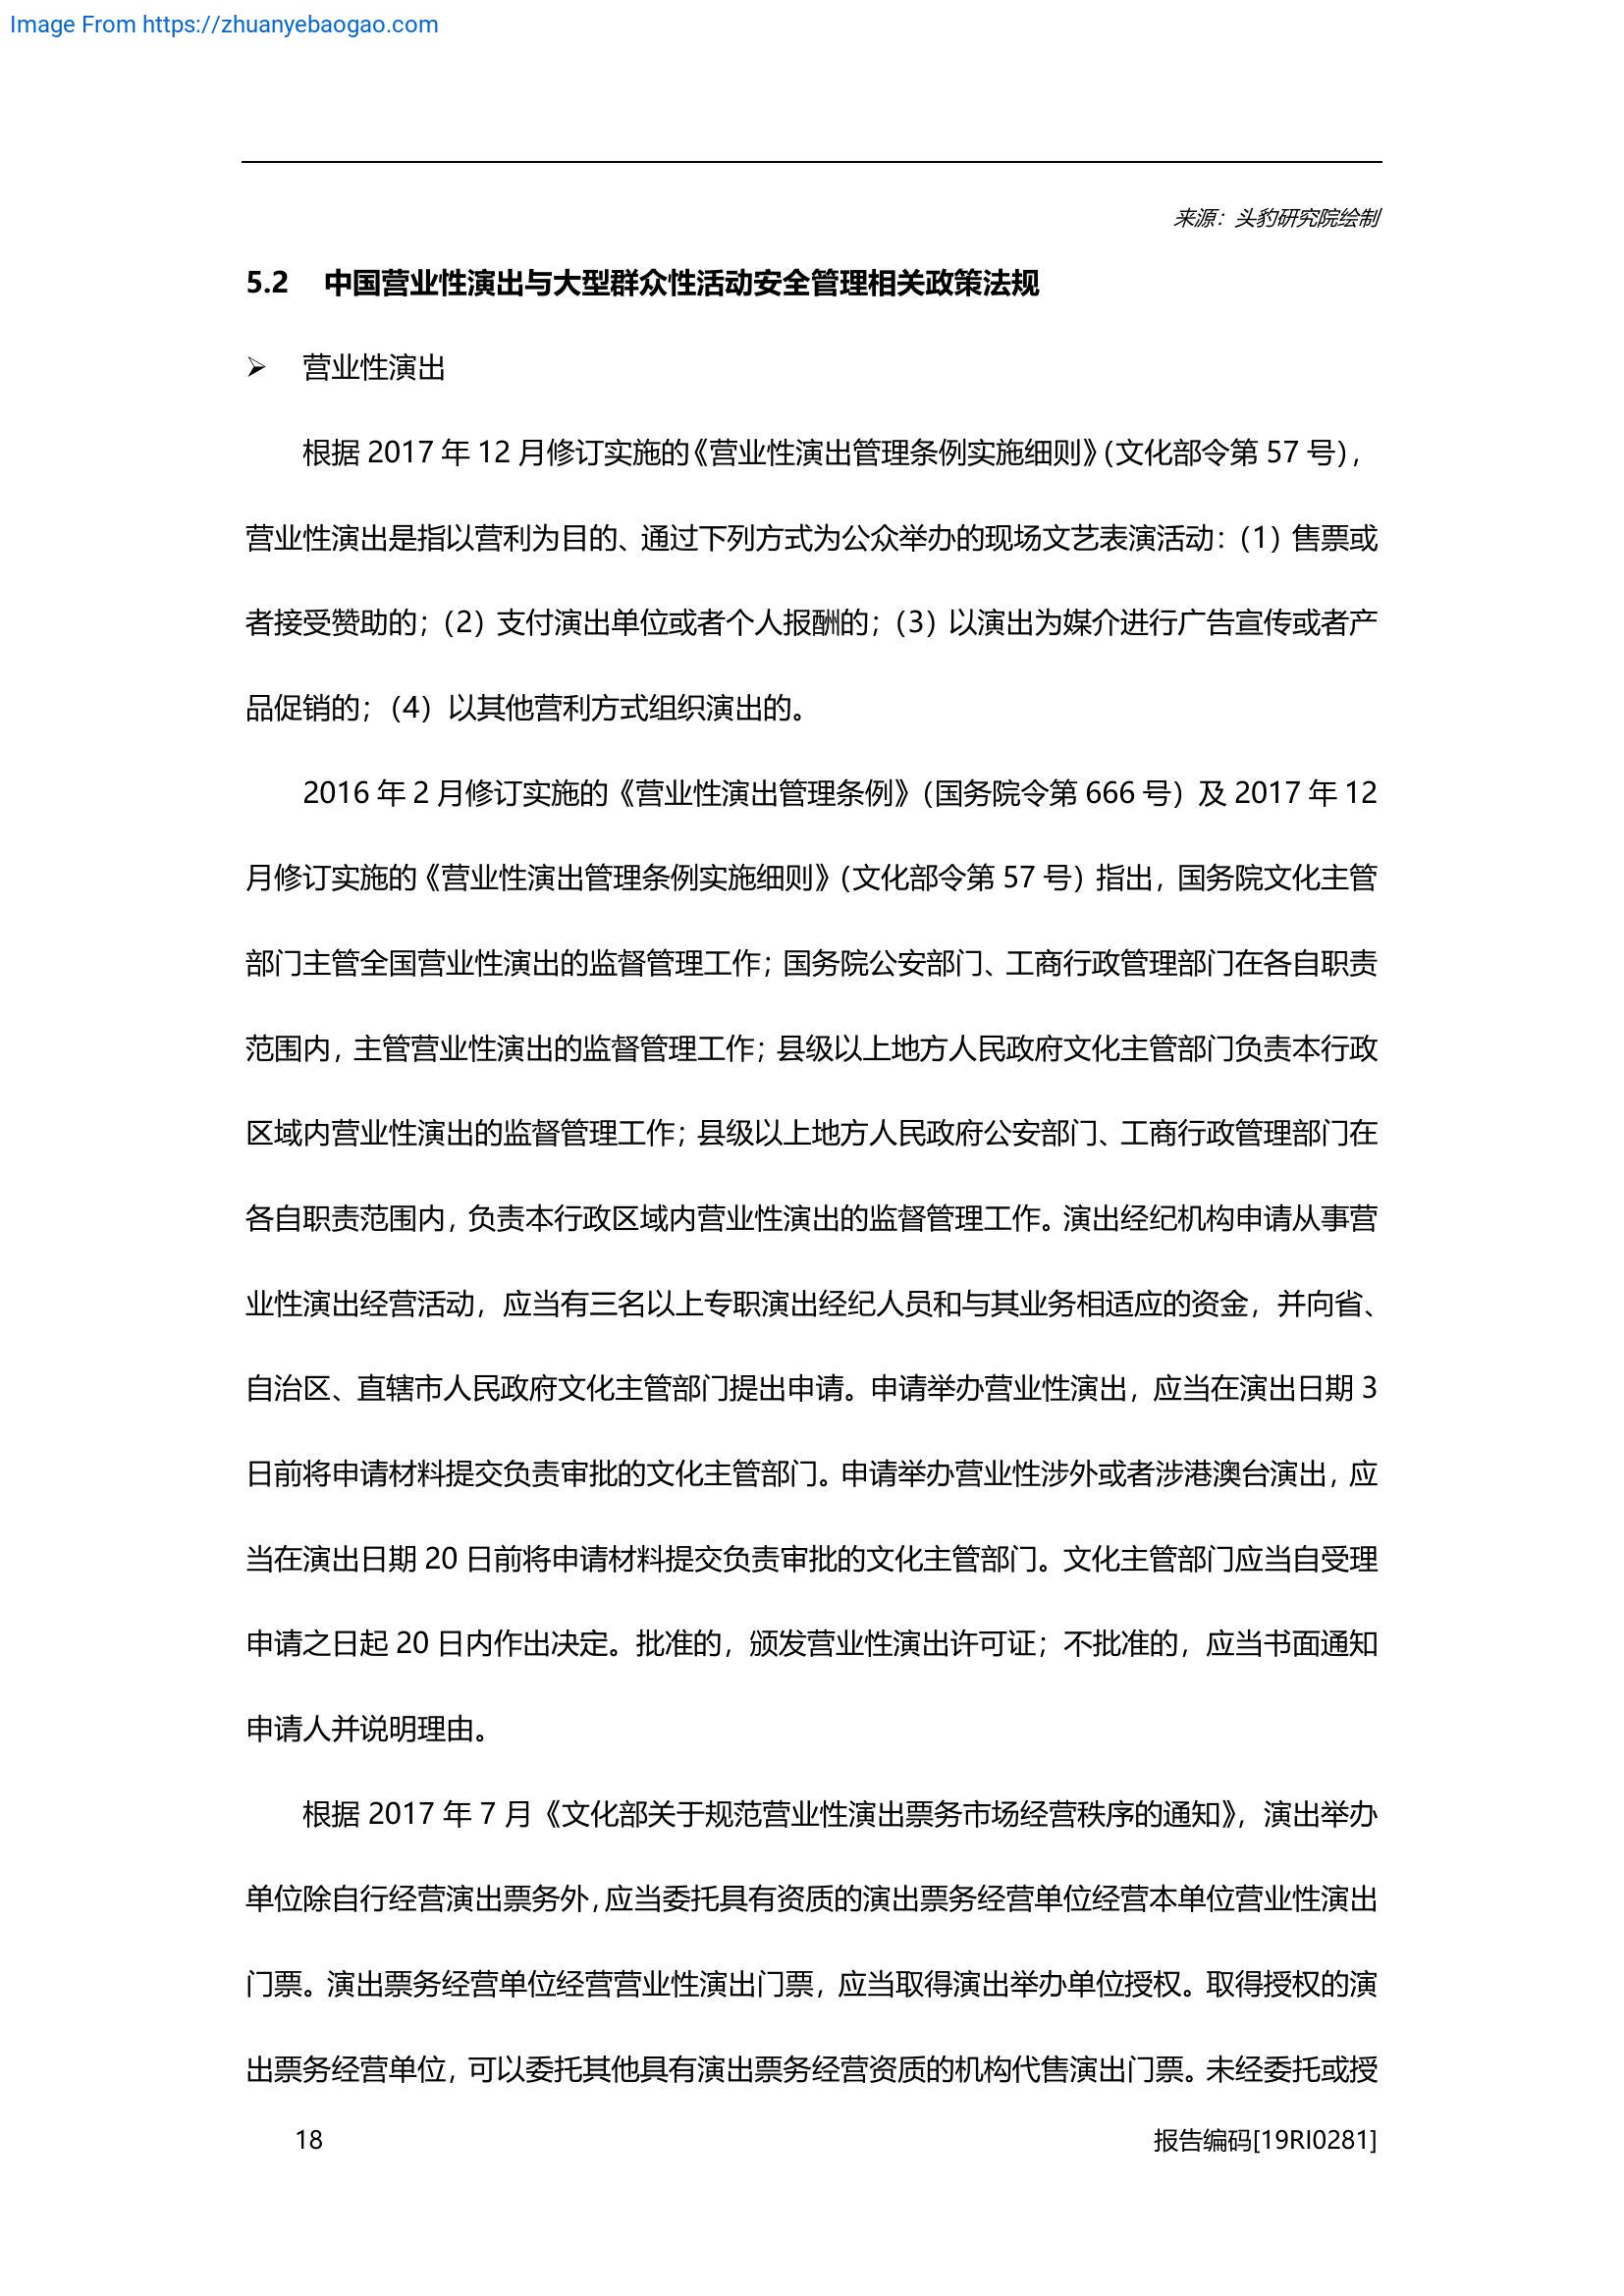 Image From https://zhuanyebaogao.com
来源：头豹研究院绘制
5.2 中国营业性演出与大型群众性活动安全管理相关政策法规
➢ 营业性演出
根据 2017 年 12 月修订实施的《营业性演出管理条例实施细则》（文化部令第 57 号），
营业性演出是指以营利为目的、通过下列方式为公众举办的现场文艺表演活动：（1）售票或
者接受赞助的；（2）支付演出单位或者个人报酬的；（3）以演出为媒介进行广告宣传或者产
品促销的；（4）以其他营利方式组织演出的。
2016 年 2 月修订实施的《营业性演出管理条例》（国务院令第 666 号）及 2017 年 12
月修订实施的《营业性演出管理条例实施细则》（文化部令第 57 号）指出，国务院文化主管
部门主管全国营业性演出的监督管理工作；国务院公安部门、工商行政管理部门在各自职责
范围内，主管营业性演出的监督管理工作；县级以上地方人民政府文化主管部门负责本行政
区域内营业性演出的监督管理工作；县级以上地方人民政府公安部门、工商行政管理部门在
各自职责范围内，负责本行政区域内营业性演出的监督管理工作。演出经纪机构申请从事营
业性演出经营活动，应当有三名以上专职演出经纪人员和与其业务相适应的资金，并向省、
自治区、直辖市人民政府文化主管部门提出申请。申请举办营业性演出，应当在演出日期 3
日前将申请材料提交负责审批的文化主管部门。申请举办营业性涉外或者涉港澳台演出，应
当在演出日期 20 日前将申请材料提交负责审批的文化主管部门。文化主管部门应当自受理
申请之日起 20 日内作出决定。批准的，颁发营业性演出许可证；不批准的，应当书面通知
申请人并说明理由。
根据 2017 年 7 月《文化部关于规范营业性演出票务市场经营秩序的通知》，演出举办
单位除自行经营演出票务外，应当委托具有资质的演出票务经营单位经营本单位营业性演出
门票。演出票务经营单位经营营业性演出门票，应当取得演出举办单位授权。取得授权的演
出票务经营单位，可以委托其他具有演出票务经营资质的机构代售演出门票。未经委托或授
18
报告编码[19RI0281]